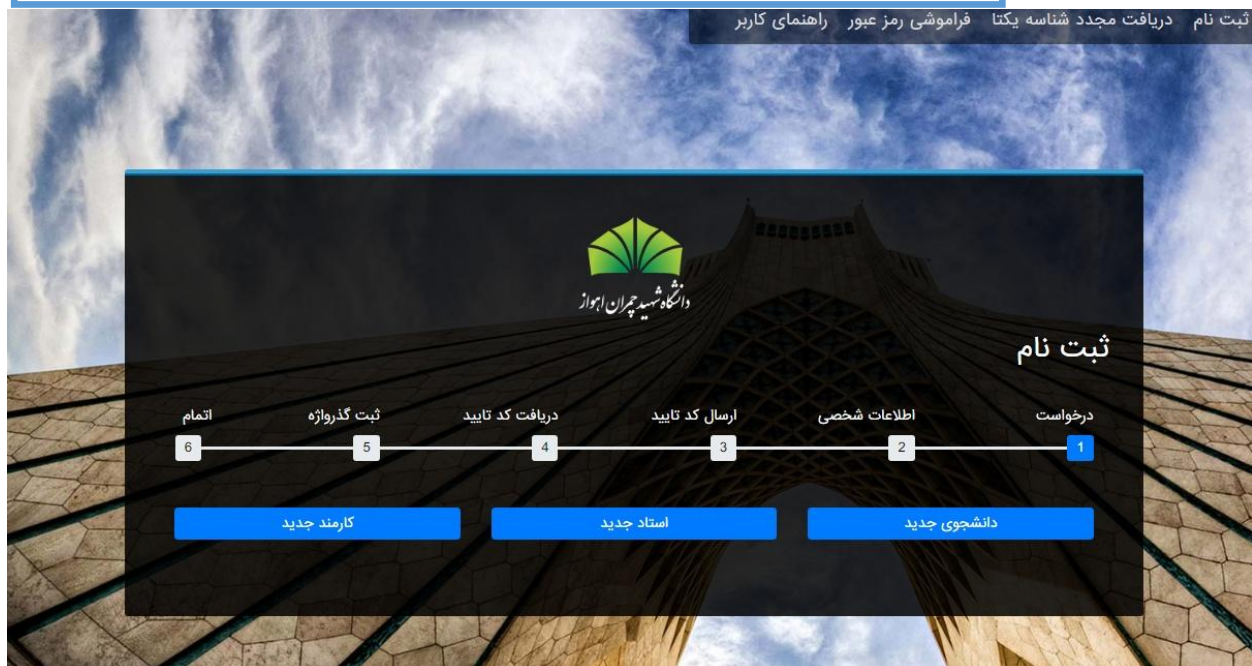 ثبت نام دریافت مجدد شناسه یکتا فراموشی رمز عبور راهنمای کاربر
دانشگاه شهید چمران اهواز
ثبت نام
درخواست اطلاعات شخصی ارسال کد تایید دریافت کد تایید ثبت گذرواژه اتمام
1 2 3 4 5 6
دانشجوی جدید استاد جدید کارمند جدید